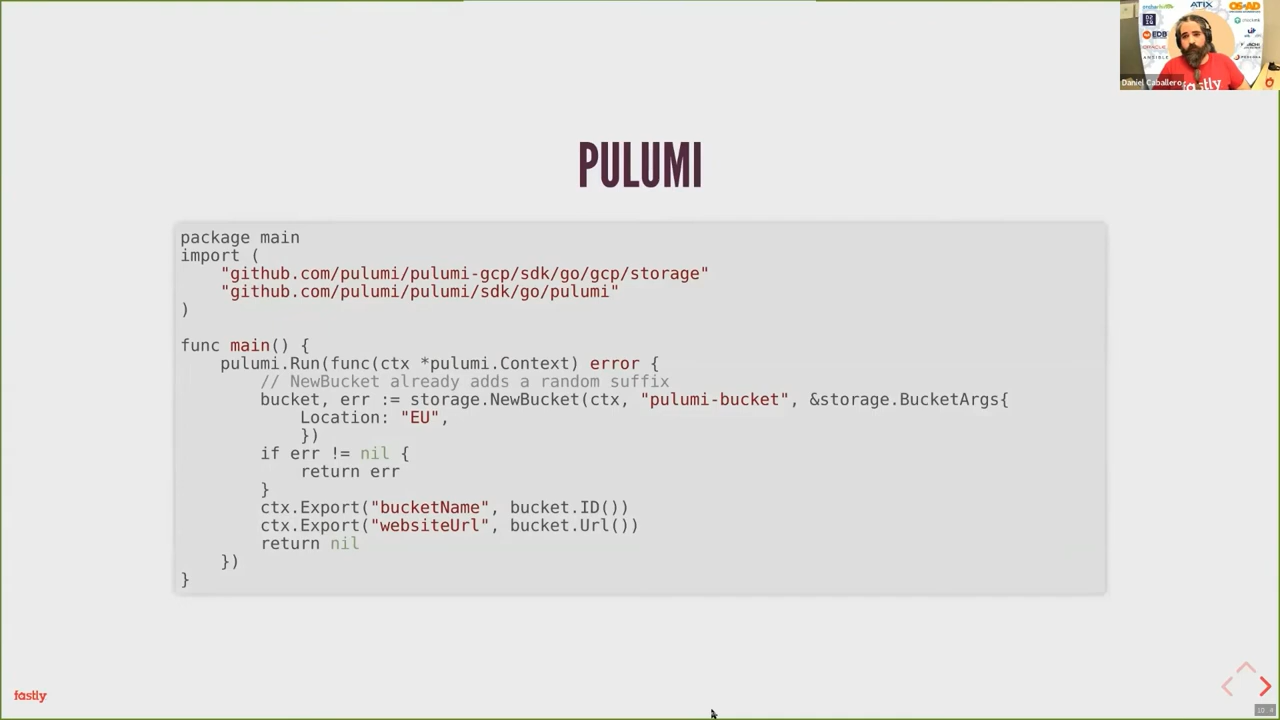 PULUMI
package main
import (
    "github.com/pulumi/pulumi-gcp/sdk/go/gcp/storage"
    "github.com/pulumi/pulumi/sdk/go/pulumi"
)
func main() {
    pulumi.Run(func(ctx *pulumi.Context) error {
        // NewBucket already adds a random suffix
        bucket, err := storage.NewBucket(ctx, "pulumi-bucket", &storage.BucketArgs{
            Location: "EU",
            })
        if err != nil {
            return err
        }
        ctx.Export("bucketName", bucket.ID())
        ctx.Export("websiteUrl", bucket.Url())
        return nil
    })
}
ATIX
EDB
ANSIBLE
Daniel Caballero
fastly